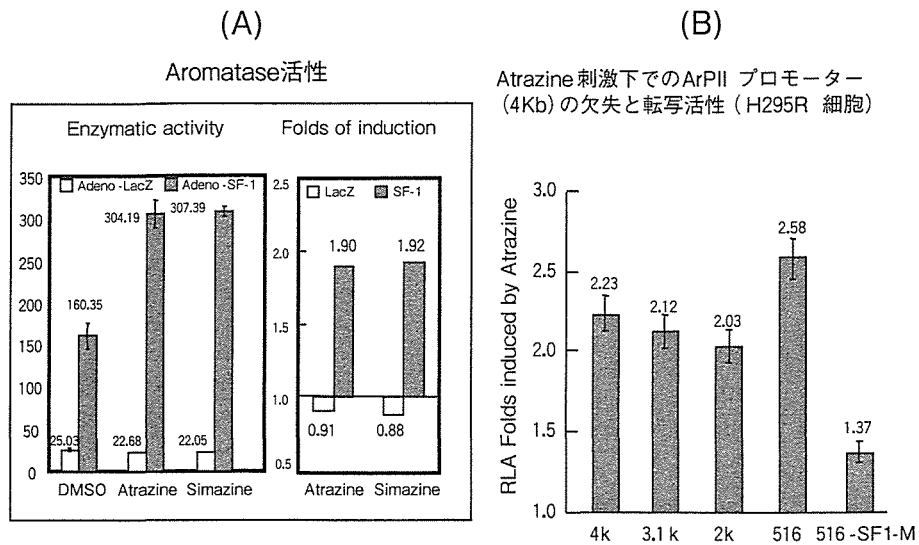 (A)
Aromatase活性
Enzymatic activity
Folds of induction
350
300
250
200
150
100
50
0
Adeno -LacZ
Adeno-SF-1
304.19
307.39
160.35
25.03
22.68
22.05
DMSO
Atrazine
Simazine
2.5
2.0
1.5
1.0
0.5
LacZ
SF-1
1.90
1.92
0.91
0.88
Atrazine
Simazine
(B)
Atrazine刺激下でのArPII プロモーター
(4Kb)の欠失と転写活性(H295R 細胞)
RLA Folds induced by Atrazine
3.0
2.5
2.0
1.5
1.0
2.23
2.12
2.03
2.58
1.37
4k
3.1 k
2k
516
516 -SF1-M